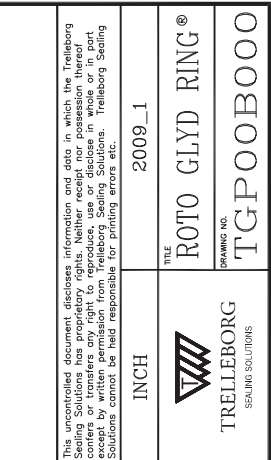 This uncontrolled document discloses information and data in which the Trelleborg
Sealing Solutions has proprietary rights. Neither receipt nor possession thereof
confers or transfers any right to reproduce, use or disclose in whole or in part
except by written permission from Trelleborg Sealing Solutions. Trelleborg Sealing
Solutions cannot be held responsible for printing errors etc.
INCH
2009_1
TITLE
ROTO GLYD RING®
TRELLEBORG
SEALING SOLUTIONS
DRAWING NO.
TGP00B000